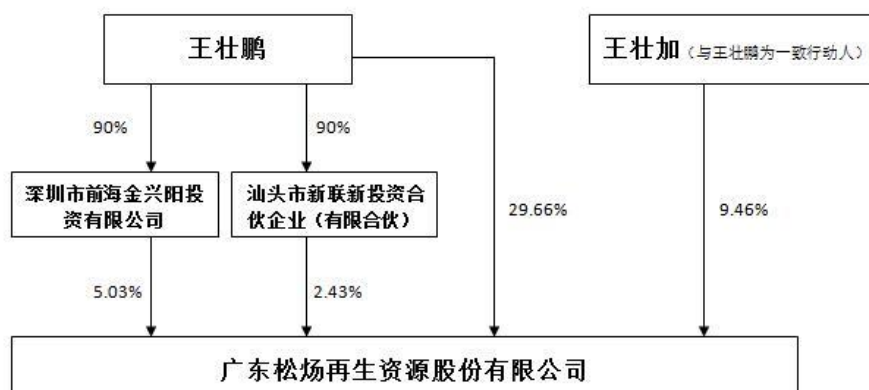 王壮鹏
王壮加（与王壮鹏为一致行动人）
90%
90%
深圳市前海金兴阳投
资有限公司
汕头市新联新投资合
伙企业（有限合伙）
29.66%
9.46%
5.03%
2.43%
广东松炀再生资源股份有限公司